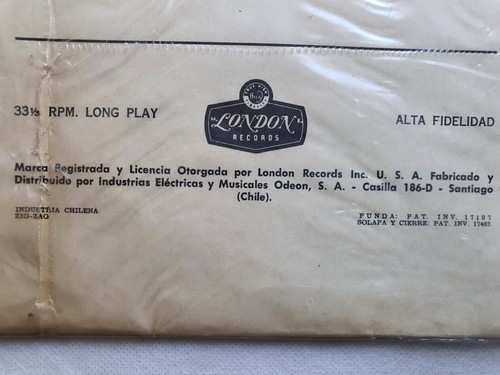 33⅓ RPM. LONG PLAY
LONDON
RECORDS
ALTA FIDELIDAD
Marca Registrada y Licencia Otorgada por London Records Inc. U. S. A. Fabricado y
Distribuido por Industrias Eléctricas y Musicales Odeon, S. A. - Casilla 186-D - Santiago
(Chile).
INDUSTRIA CHILENA
ZIG-ZAG
FUNDA: PAT. INV. 17107
SOLAPA Y CIERRE: PAT. INV. 17463